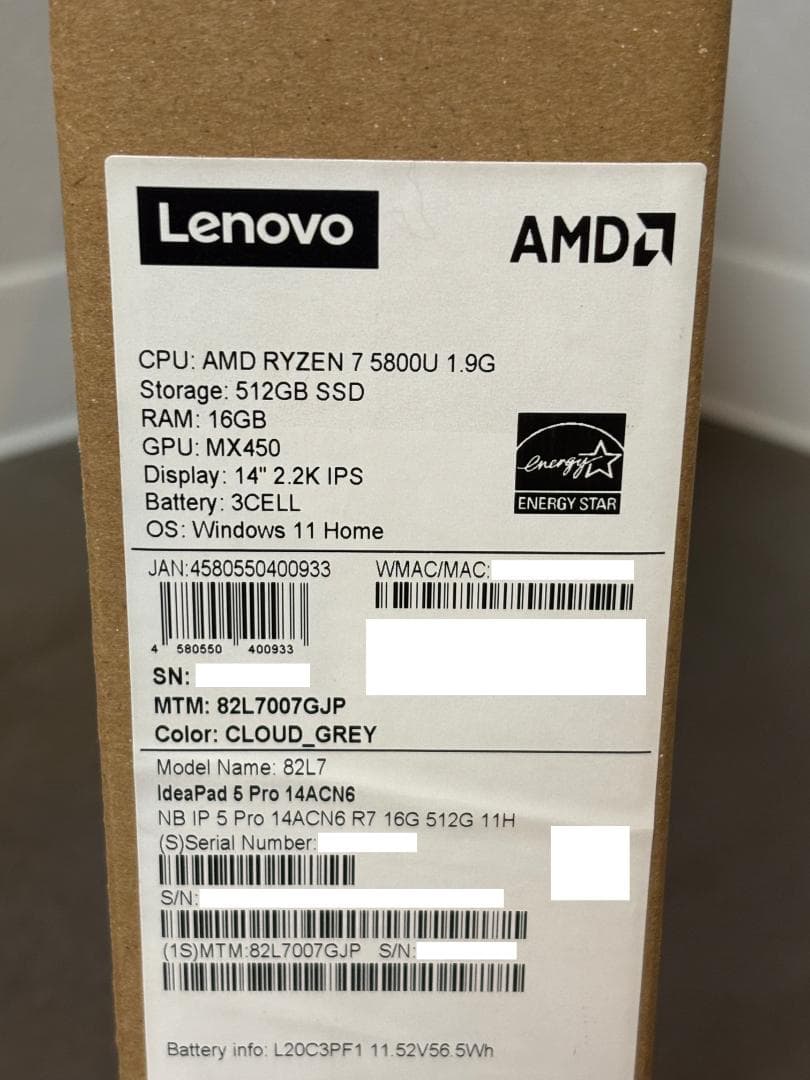 Lenovo
AMD
CPU: AMD RYZEN 7 5800U 1.9G
Storage: 512GB SSD
RAM: 16GB
GPU: MX450
Display: 14" 2.2K IPS
Battery: 3CELL
OS: Windows 11 Home
energy
ENERGY STAR
JAN:4580550400933
WMAC/MAC:
4 580550 400933
SN:
MTM: 82L7007GJP
Color: CLOUD_GREY
Model Name: 82L7
IdeaPad 5 Pro 14ACN6
NB IP 5 Pro 14ACN6 R7 16G 512G 11H
(S)Serial Number:
S/N:
(1S)MTM:82L7007GJP S/N:
Battery info: L20C3PF1 11.52V56.5Wh